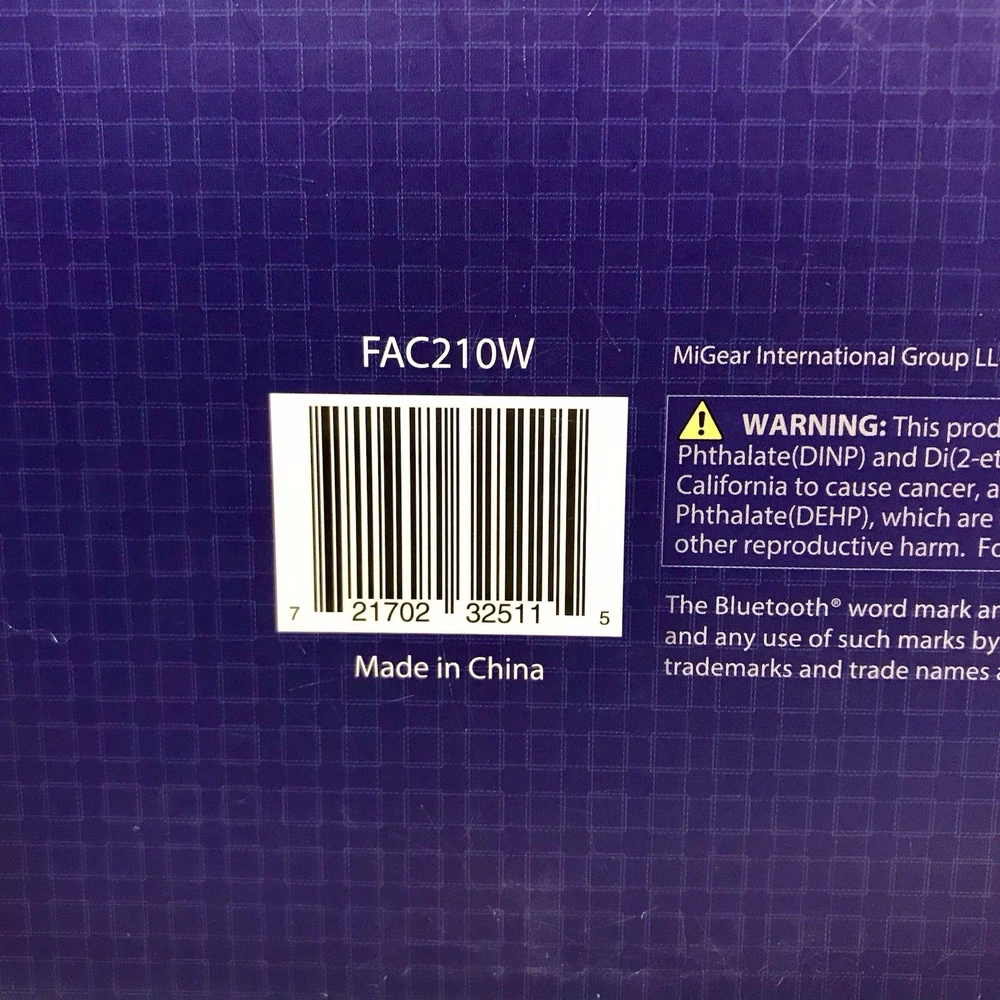 FAC210W
7 21702 32511 5
Made in China
MiGear International Group LL
WARNING: This prod
Phthalate(DINP) and Di(2-et
California to cause cancer, a
Phthalate(DEHP), which are
other reproductive harm. Fo
The Bluetooth® word mark an
and any use of such marks by
trademarks and trade names a